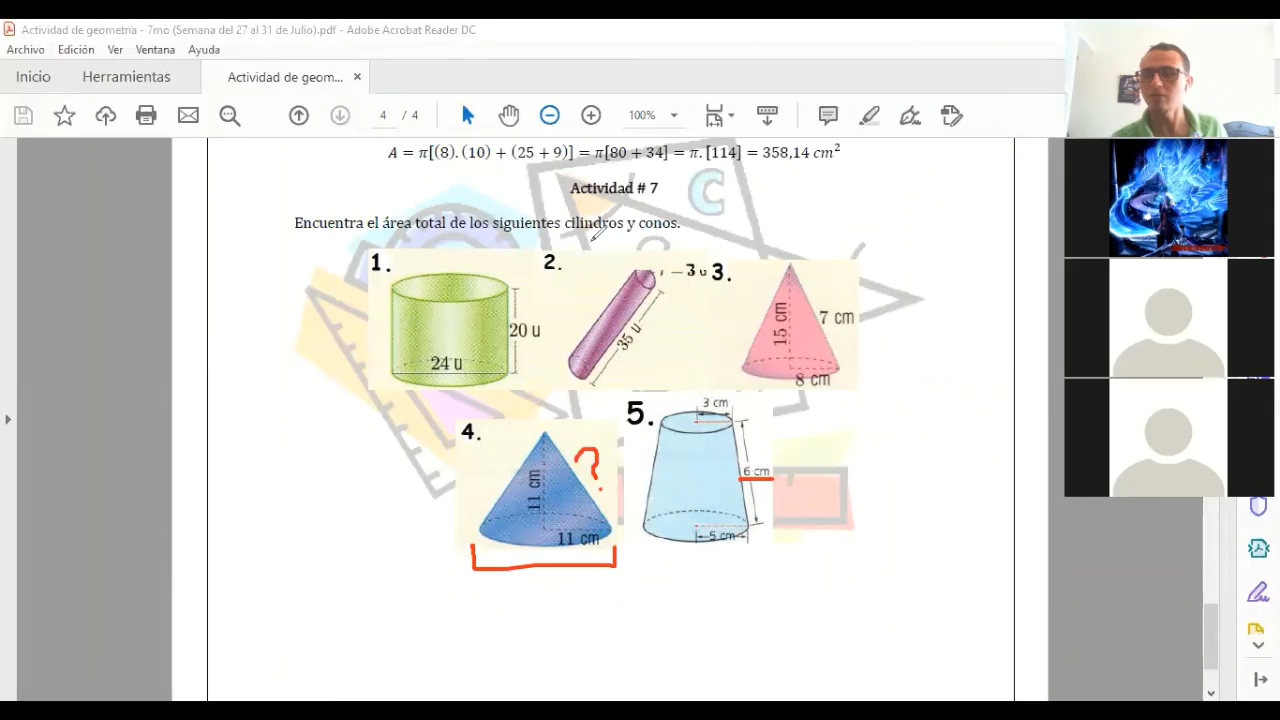 Actividad de geometría - 7mo (Semana del 27 al 31 de Julio).pdf - Adobe Acrobat Reader DC
Archivo Edición Ver Ventana Ayuda
Inicio Herramientas Actividad de geom... ×
4 / 4 100%
A = π[(8).(10) + (25 + 9)] = π[80 + 34] = π.[114] = 358,14 cm²
Actividad # 7
Encuentra el área total de los siguientes cilindros y conos.
1.
20 u
24 u
2.
– 3 u
35 u
3.
15 cm
7 cm
8 cm
4.
11 cm
?
11 cm
5.
3 cm
6 cm
5 cm
C